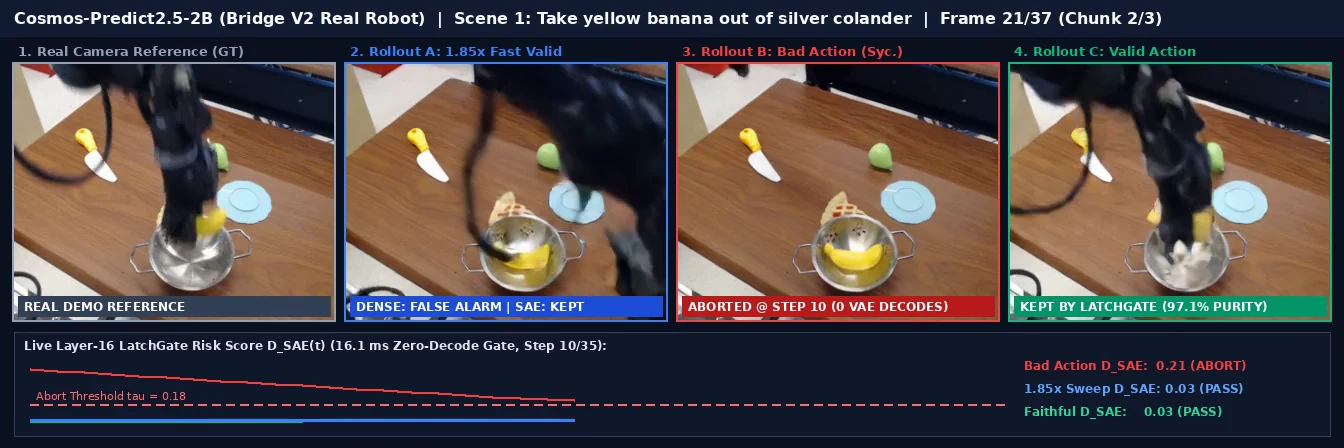 Cosmos-Predict2.5-2B (Bridge V2 Real Robot) | Scene 1: Take yellow banana out of silver colander | Frame 21/37 (Chunk 2/3)
1. Real Camera Reference (GT)
2. Rollout A: 1.85x Fast Valid
3. Rollout B: Bad Action (Syc.)
4. Rollout C: Valid Action
REAL DEMO REFERENCE
DENSE: FALSE ALARM | SAE: KEPT
ABORTED @ STEP 10 (0 VAE DECODES)
KEPT BY LATCHGATE (97.1% PURITY)
Live Layer-16 LatchGate Risk Score D_SAE(t) (16.1 ms Zero-Decode Gate, Step 10/35):
Abort Threshold tau = 0.18
Bad Action D_SAE: 0.21 (ABORT)
1.85x Sweep D_SAE: 0.03 (PASS)
Faithful D_SAE: 0.03 (PASS)